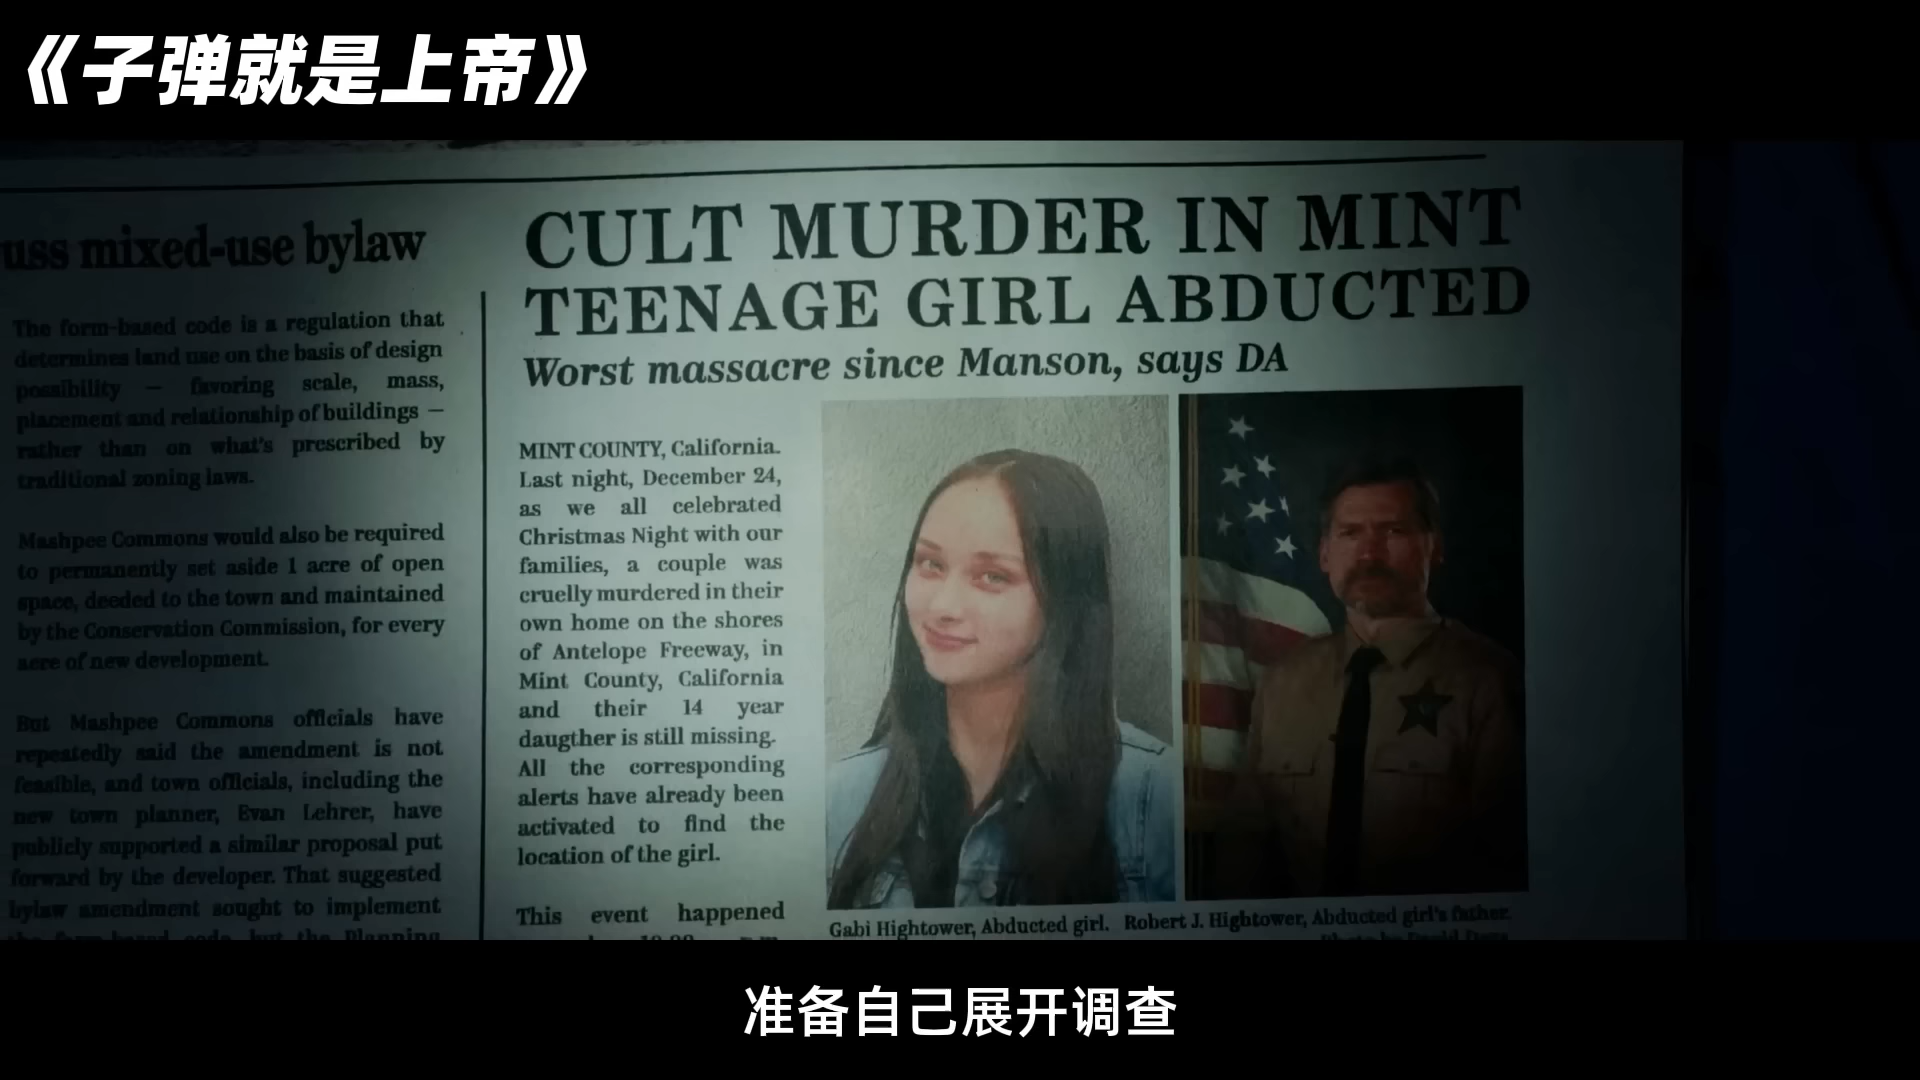 《子弹就是上帝》
uss mixed-use bylaw
The form-based code is a regulation that
determines land use on the basis of design
possibility — favoring scale, mass,
placement and relationship of buildings —
rather than on what's prescribed by
traditional zoning laws.
Mashpee Commons would also be required
to permanently set aside 1 acre of open
space, deeded to the town and maintained
by the Conservation Commission, for every
acre of new development.
But Mashpee Commons officials have
repeatedly said the amendment is not
feasible, and town officials, including the
new town planner, Evan Lehrer, have
publicly supported a similar proposal put
forward by the developer. That suggested
bylaw amendment sought to implement
the form-based code, but the Planning
CULT MURDER IN MINT
TEENAGE GIRL ABDUCTED
Worst massacre since Manson, says DA
MINT COUNTY, California.
Last night, December 24,
as we all celebrated
Christmas Night with our
families, a couple was
cruelly murdered in their
own home on the shores
of Antelope Freeway, in
Mint County, California
and their 14 year
daugther is still missing.
All the corresponding
alerts have already been
activated to find the
location of the girl.
This event happened
Gabi Hightower, Abducted girl. Robert J. Hightower, Abducted girl's father.
准备自己展开调查